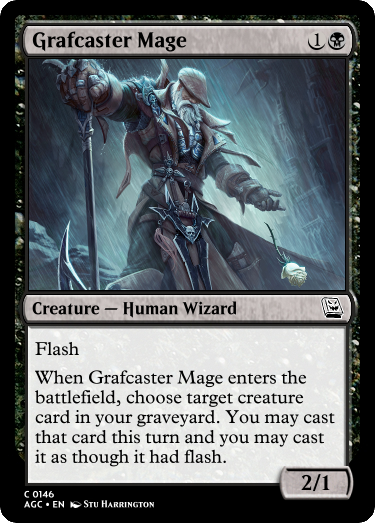 Grafcaster Mage 1
Creature — Human Wizard
Flash
When Grafcaster Mage enters the
battlefield, choose target creature
card in your graveyard. You may cast
that card this turn and you may cast
it as though it had flash.
2/1
C 0146
AGC • EN Stu Harrington